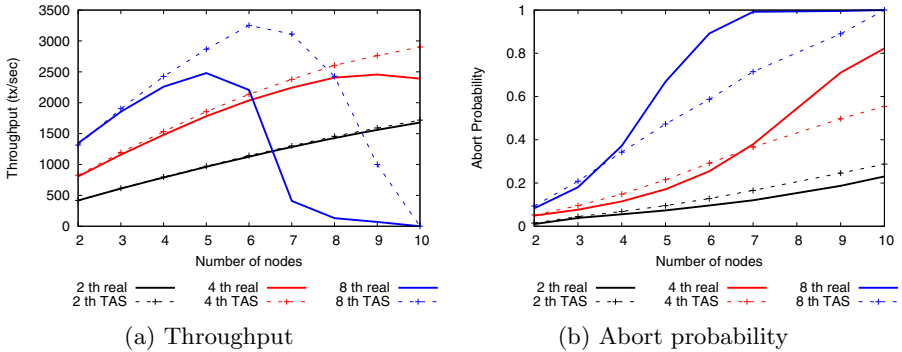 3500
3000
2500
2000
1500
1000
500
0
2 3 4 5 6 7 8 9 10
Throughput (tx/sec)
Number of nodes
2 th real 4 th real 8 th real
2 th TAS 4 th TAS 8 th TAS
(a) Throughput
1
0.8
0.6
0.4
0.2
0
2 3 4 5 6 7 8 9 10
Abort Probability
Number of nodes
2 th real 4 th real 8 th real
2 th TAS 4 th TAS 8 th TAS
(b) Abort probability